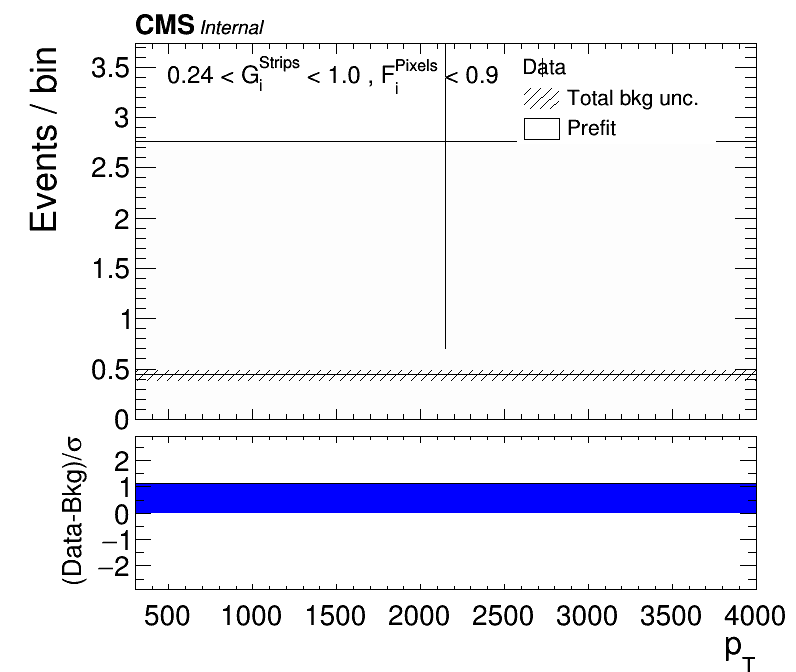 CMS Internal
Events / bin
3.5
3
2.5
2
1.5
1
0.5
0
0.24 < G_i^Strips < 1.0 , F_i^Pixels < 0.9
Data
Total bkg unc.
Prefit
(Data-Bkg)/σ
2
1
0
−1
−2
500 1000 1500 2000 2500 3000 3500 4000
p_T